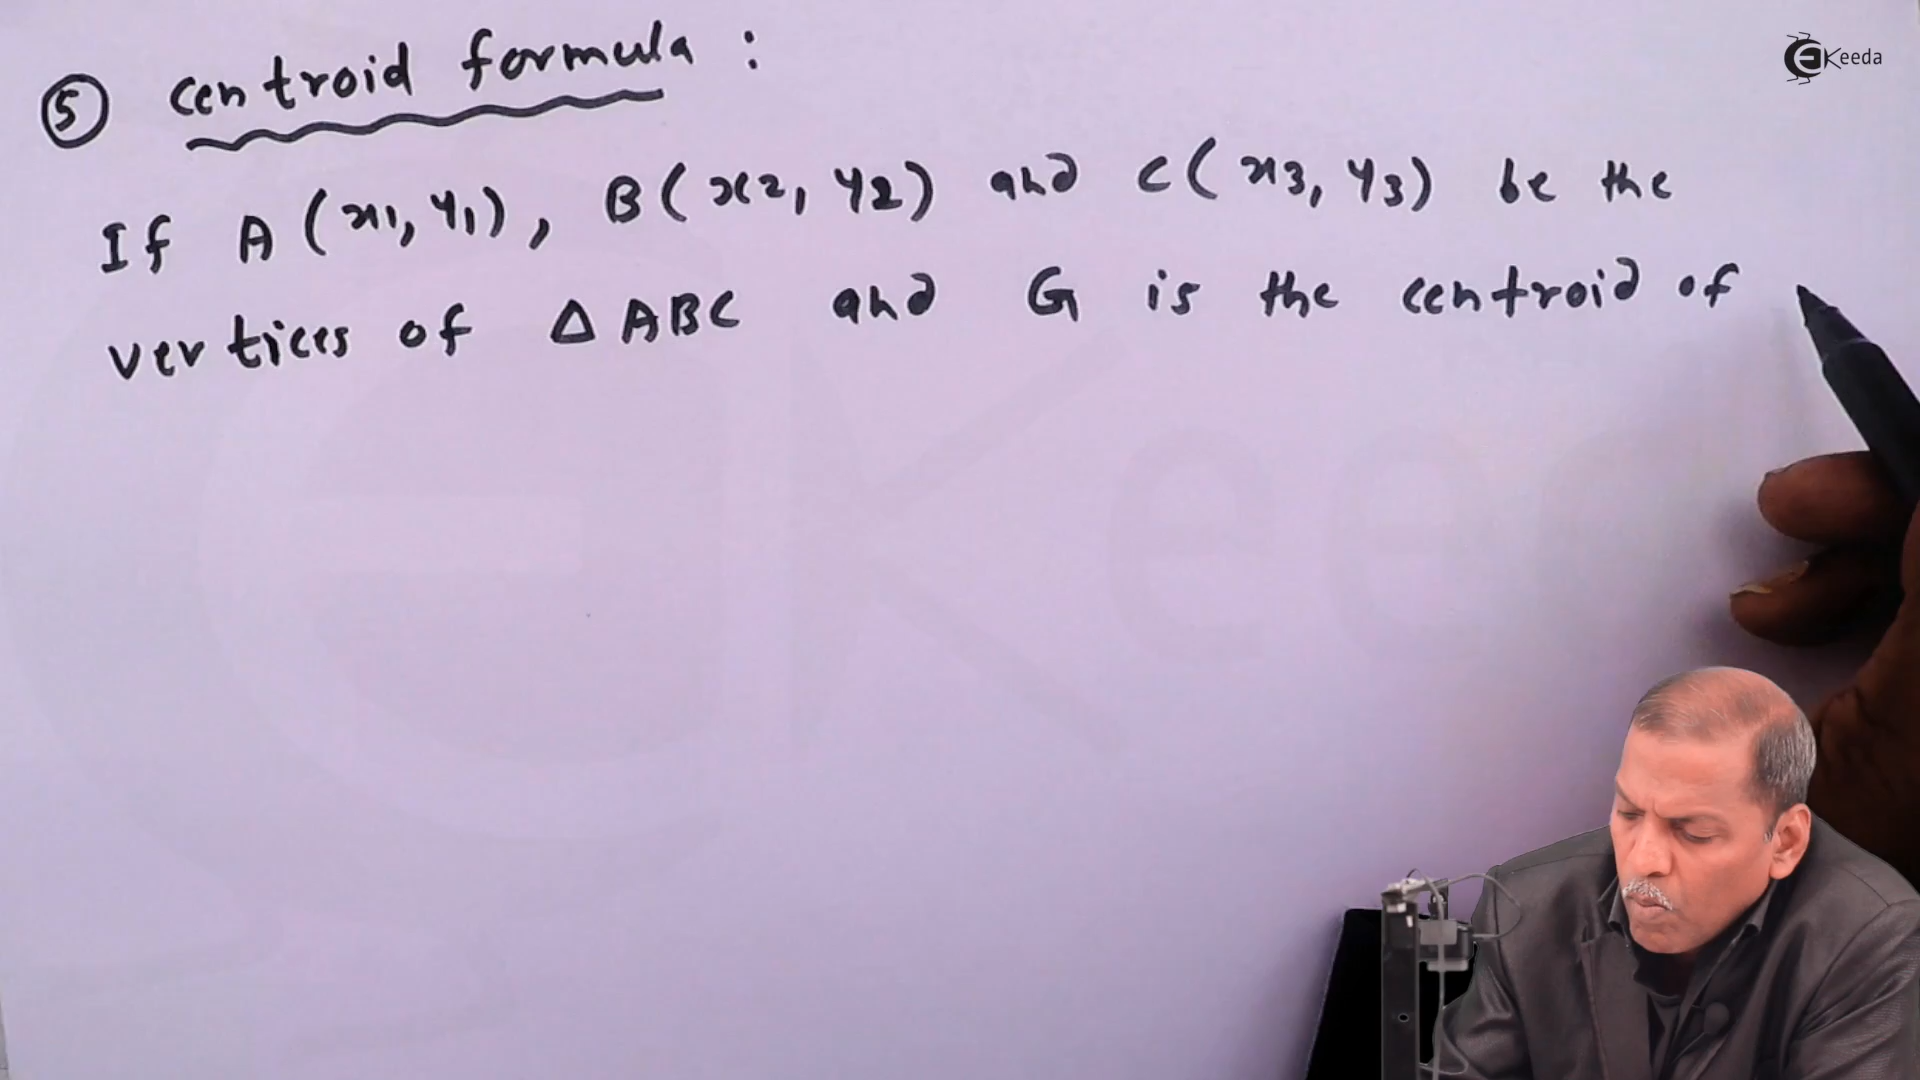 ⑤ centroid formula :
EKeeda
If A (x1, y1), B(x2, y2) and C(x3, y3) be the
vertices of Δ ABC and G is the centroid of